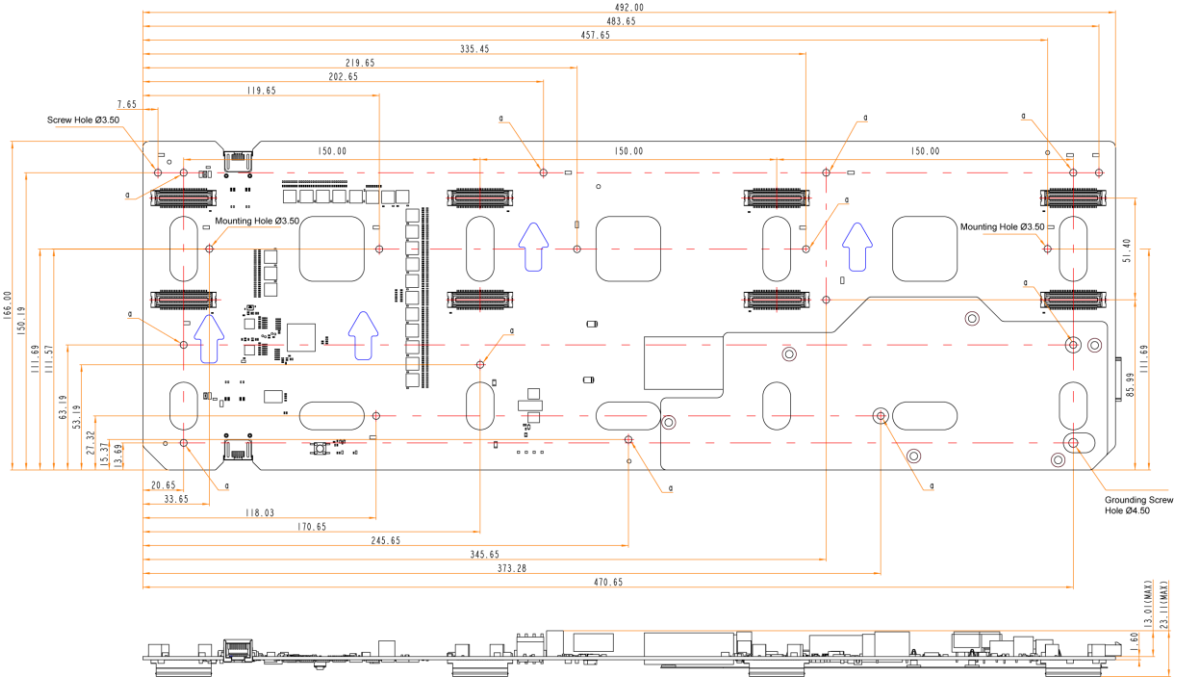 492.00
483.65
457.65
335.45
219.65
202.65
119.65
7.65
Screw Hole Ø3.50
a
a
a
150.00
150.00
150.00
a
a
Mounting Hole Ø3.50
Mounting Hole Ø3.50
51.40
166.00
150.19
111.69
111.57
63.19
53.19
27.32
15.37
13.69
a
a
a
85.99
111.69
20.65
a
a
a
33.65
Grounding Screw
Hole Ø4.50
118.03
170.65
245.65
345.65
373.28
470.65
1.60
13.01(MAX)
23.11(MAX)